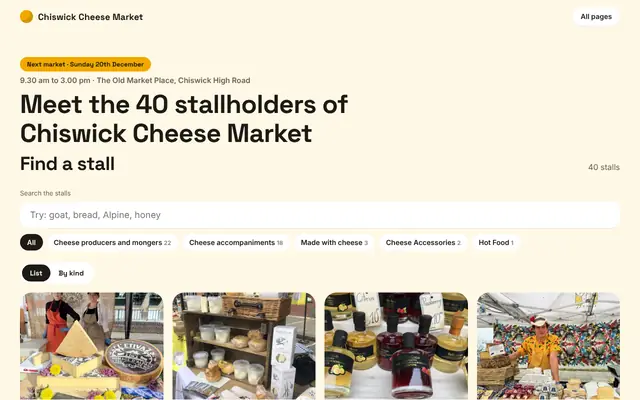 Chiswick Cheese Market
All pages
Next market · Sunday 20th December
9.30 am to 3.00 pm · The Old Market Place, Chiswick High Road
Meet the 40 stallholders of
Chiswick Cheese Market
Find a stall
40 stalls
Search the stalls
Try: goat, bread, Alpine, honey
All
Cheese producers and mongers 22
Cheese accompaniments 16
Made with cheese 3
Cheese Accessories 2
Hot Food 1
List
By kind
L'ETIVAZ